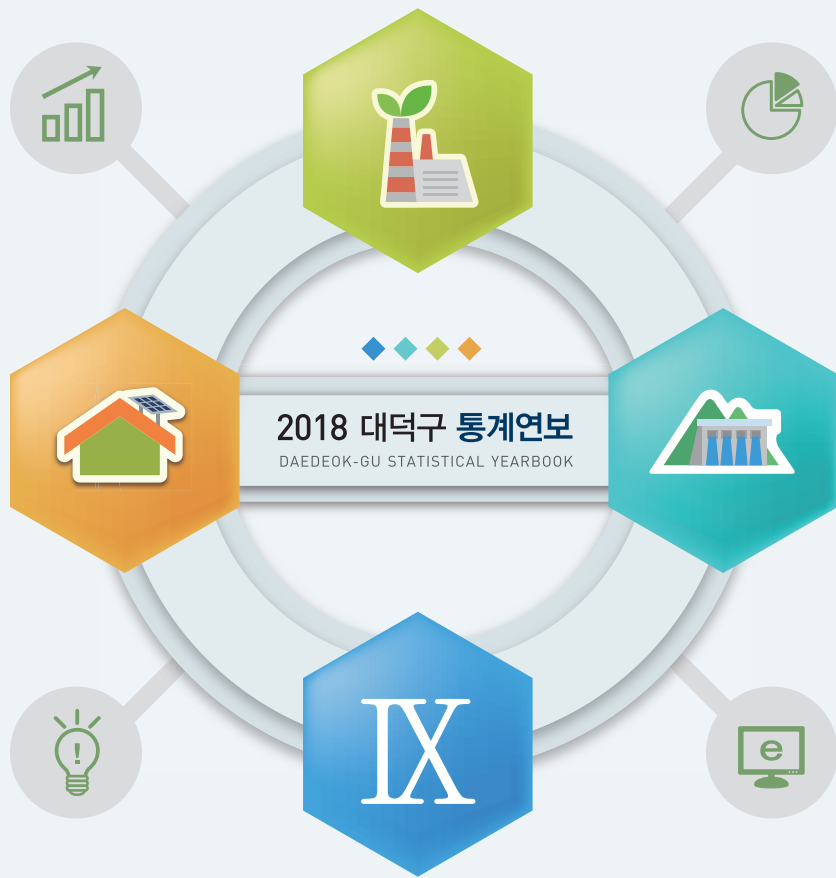 2018 대덕구 통계연보
DAEDEOK-GU STATISTICAL YEARBOOK
!
e
IX